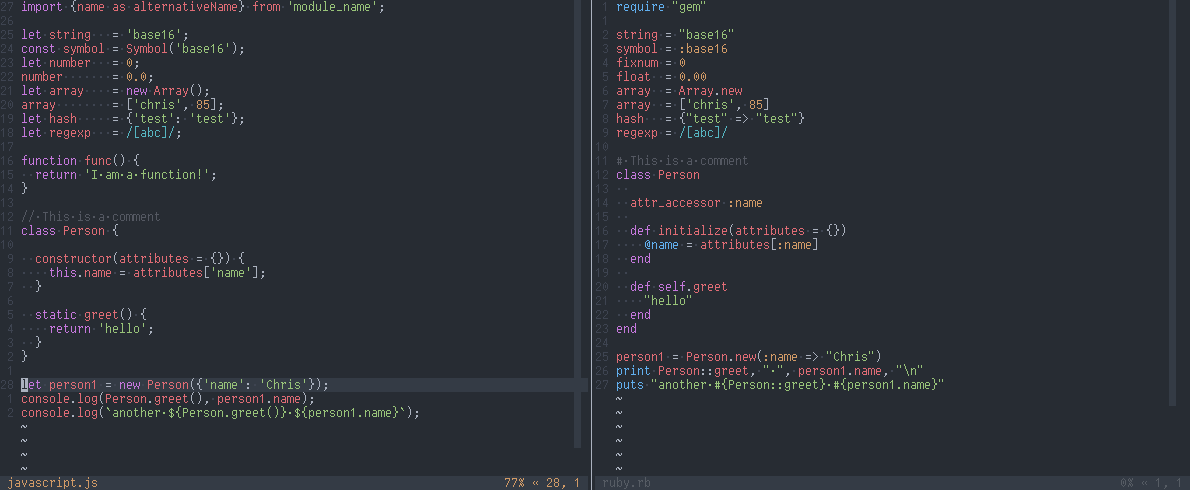 27 import {name as alternativeName} from 'module_name';
26
25 let string   = 'base16';
24 const symbol = Symbol('base16');
23 let number   = 0;
22 number       = 0.0;
21 let array    = new Array();
20 array        = ['chris', 85];
19 let hash     = {'test': 'test'};
18 let regexp   = /[abc]/;
17
16 function func() {
15   return 'I·am·a·function!';
14 }
13
12 //·This·is·a·comment
11 class Person {
10
9   constructor(attributes = {}) {
8     this.name = attributes['name'];
7   }
6
5   static greet() {
4     return 'hello';
3   }
2 }
1
28 let person1 = new Person({'name': 'Chris'});
1 console.log(Person.greet(), person1.name);
2 console.log(`another·${Person.greet()}·${person1.name}`);
~
~
~
~
javascript.js 77% « 28, 1
1 require "gem"
1
2 string = "base16"
3 symbol = :base16
4 fixnum = 0
5 float  = 0.00
6 array  = Array.new
7 array  = ['chris', 85]
8 hash   = {"test" => "test"}
9 regexp = /[abc]/
10
11 #·This·is·a·comment
12 class Person
13
14   attr_accessor :name
15
16   def initialize(attributes = {})
17     @name = attributes[:name]
18   end
19
20   def self.greet
21     "hello"
22   end
23 end
24
25 person1 = Person.new(:name => "Chris")
26 print Person::greet, "·", person1.name, "\n"
27 puts "another·#{Person::greet}·#{person1.name}"
~
~
~
~
~
~
ruby.rb 0% « 1, 1